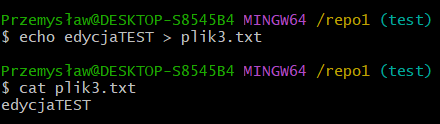 Przemysław@DESKTOP-S8545B4 MINGW64 /repo1 (test)
$ echo edycjaTEST > plik3.txt
Przemysław@DESKTOP-S8545B4 MINGW64 /repo1 (test)
$ cat plik3.txt
edycjaTEST